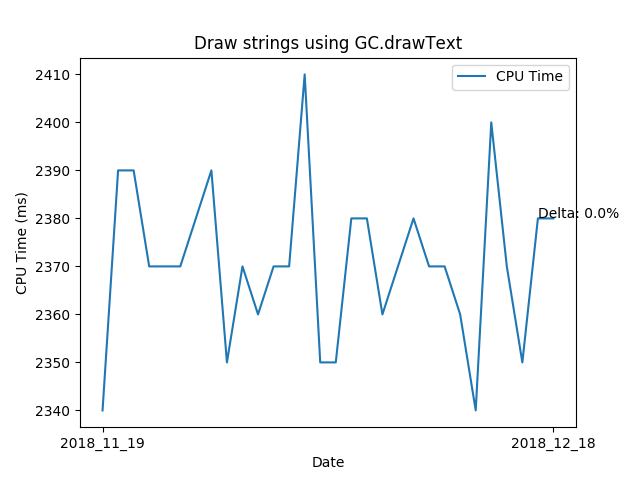 Draw strings using GC.drawText
CPU Time
2410
2400
2390
2380
2370
2360
2350
2340
CPU Time (ms)
Delta: 0.0%
2018_11_19
2018_12_18
Date